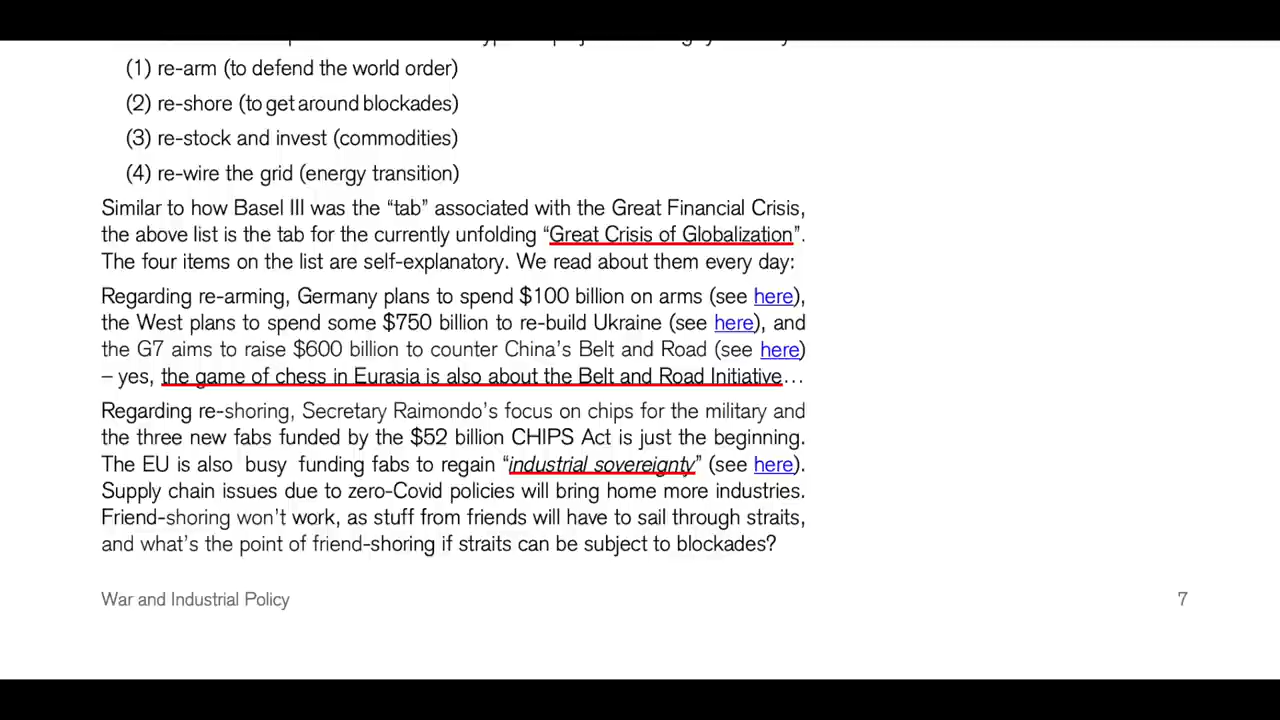 (1) re-arm (to defend the world order)
(2) re-shore (to get around blockades)
(3) re-stock and invest (commodities)
(4) re-wire the grid (energy transition)
Similar to how Basel III was the “tab” associated with the Great Financial Crisis,
the above list is the tab for the currently unfolding “Great Crisis of Globalization”.
The four items on the list are self-explanatory. We read about them every day:
Regarding re-arming, Germany plans to spend $100 billion on arms (see here),
the West plans to spend some $750 billion to re-build Ukraine (see here), and
the G7 aims to raise $600 billion to counter China’s Belt and Road (see here)
– yes, the game of chess in Eurasia is also about the Belt and Road Initiative…
Regarding re-shoring, Secretary Raimondo’s focus on chips for the military and
the three new fabs funded by the $52 billion CHIPS Act is just the beginning.
The EU is also busy funding fabs to regain “industrial sovereignty” (see here).
Supply chain issues due to zero-Covid policies will bring home more industries.
Friend-shoring won’t work, as stuff from friends will have to sail through straits,
and what’s the point of friend-shoring if straits can be subject to blockades?
War and Industrial Policy 7